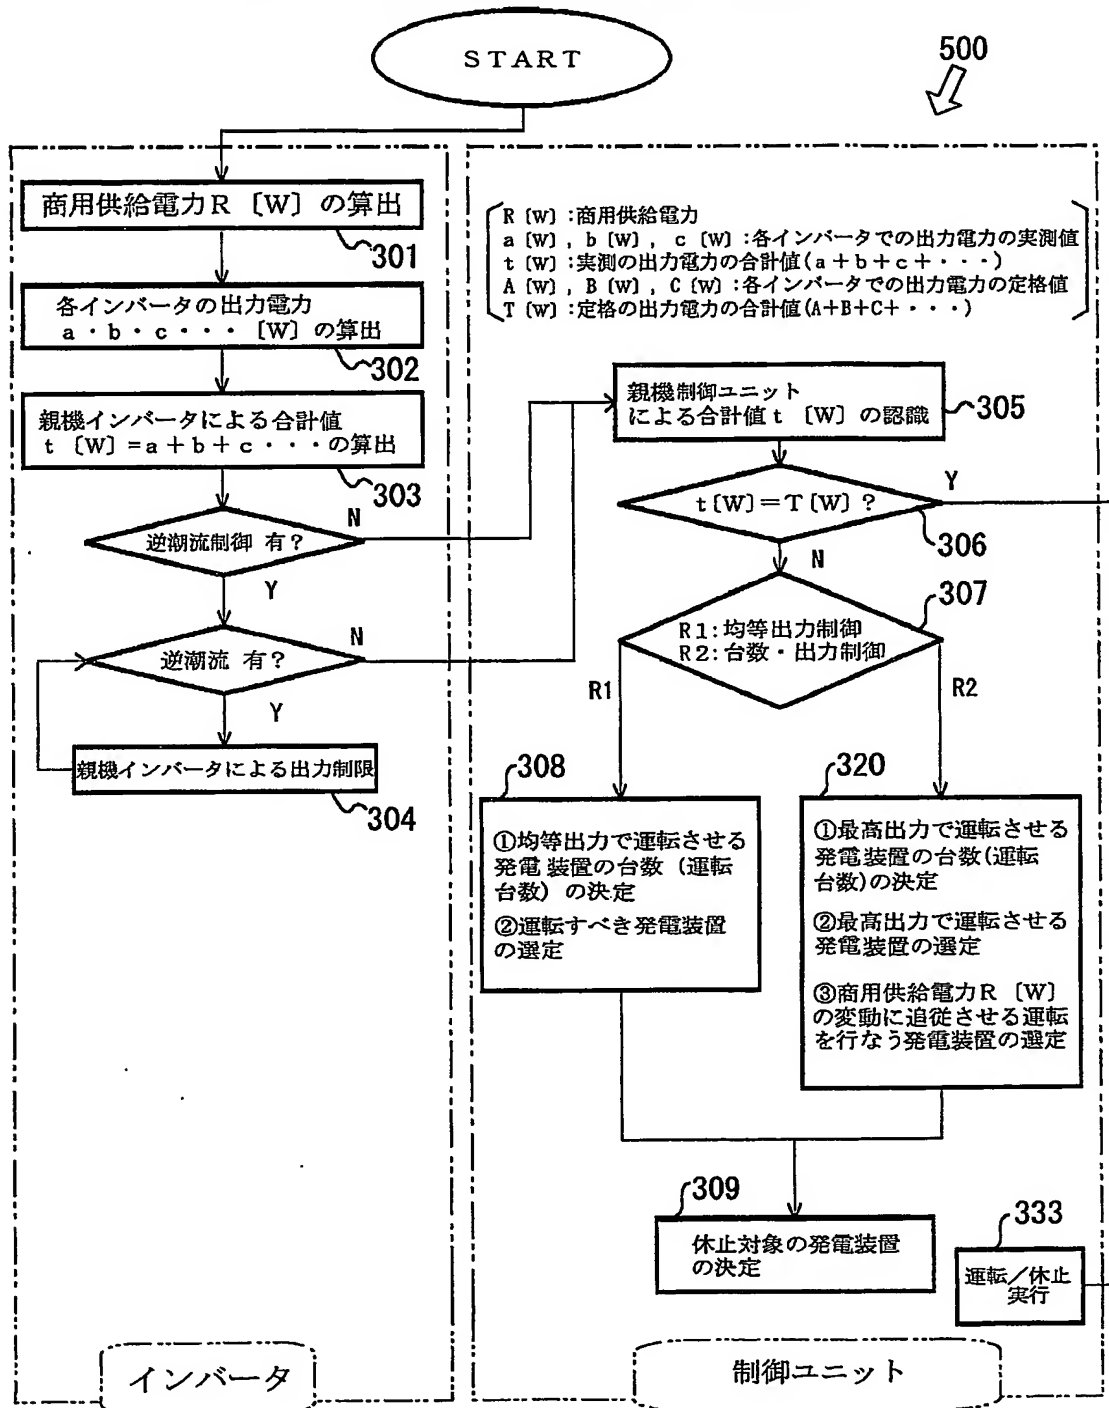 START
500
商用供給電力R〔W〕の算出
301
各インバータの出力電力
a・b・c・・・〔W〕の算出
302
親機インバータによる合計値
t〔W〕=a+b+c・・・の算出
303
逆潮流制御 有?
N
Y
逆潮流 有?
N
Y
親機インバータによる出力制限
304
インバータ
R〔W〕:商用供給電力
a〔W〕, b〔W〕, c〔W〕:各インバータでの出力電力の実測値
t〔W〕:実測の出力電力の合計値(a+b+c+・・・)
A〔W〕, B〔W〕, C〔W〕:各インバータでの出力電力の定格値
T〔W〕:定格の出力電力の合計値(A+B+C+・・・)
親機制御ユニット
による合計値t〔W〕の認識
305
t〔W〕=T〔W〕?
Y
306
N
307
R1:均等出力制御
R2:台数・出力制御
R1
R2
308
①均等出力で運転させる
発電装置の台数(運転
台数)の決定
②運転すべき発電装置
の選定
320
①最高出力で運転させる
発電装置の台数(運転
台数)の決定
②最高出力で運転させる
発電装置の選定
③商用供給電力R〔W〕
の変動に追従させる運転
を行なう発電装置の選定
309
休止対象の発電装置
の決定
333
運転/休止
実行
制御ユニット